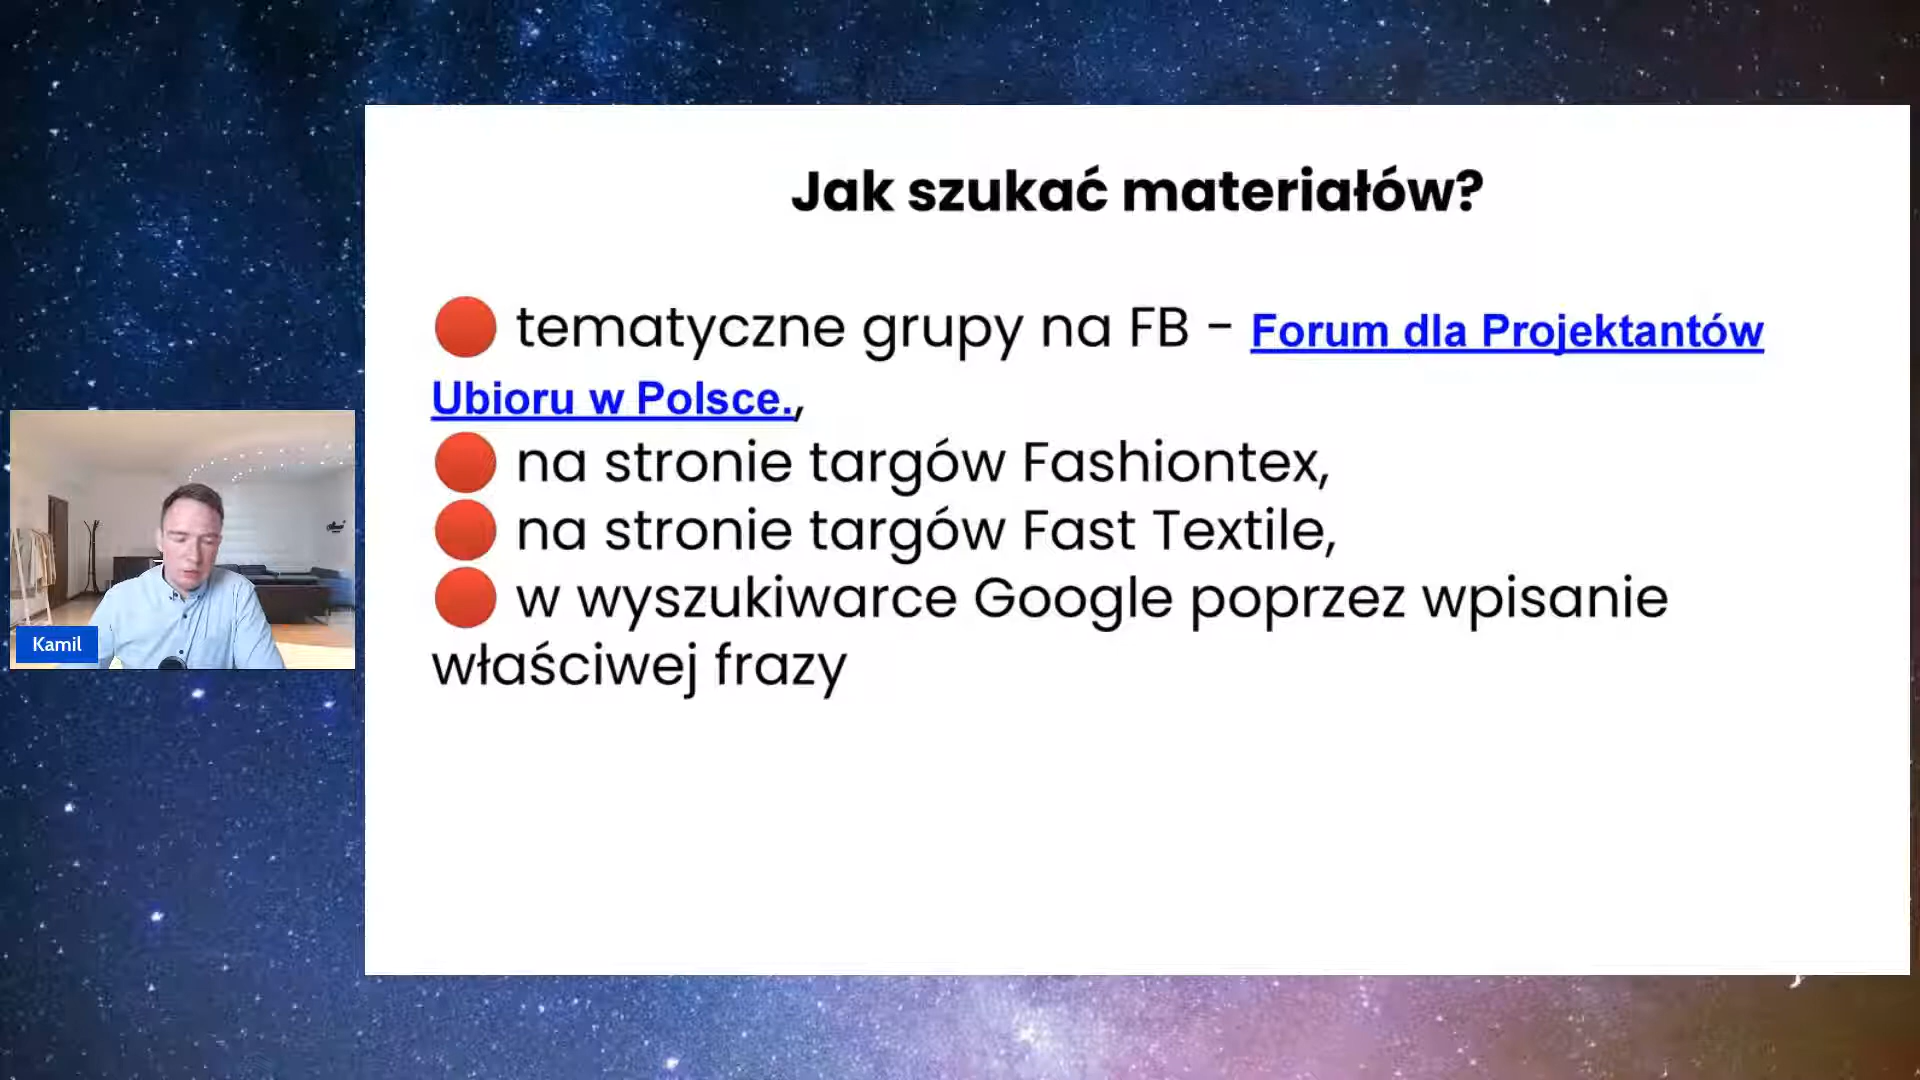 Jak szukać materiałów?
🔴 tematyczne grupy na FB - Forum dla Projektantów
Ubioru w Polsce.,
🔴 na stronie targów Fashiontex,
🔴 na stronie targów Fast Textile,
🔴 w wyszukiwarce Google poprzez wpisanie
właściwej frazy
Kamil